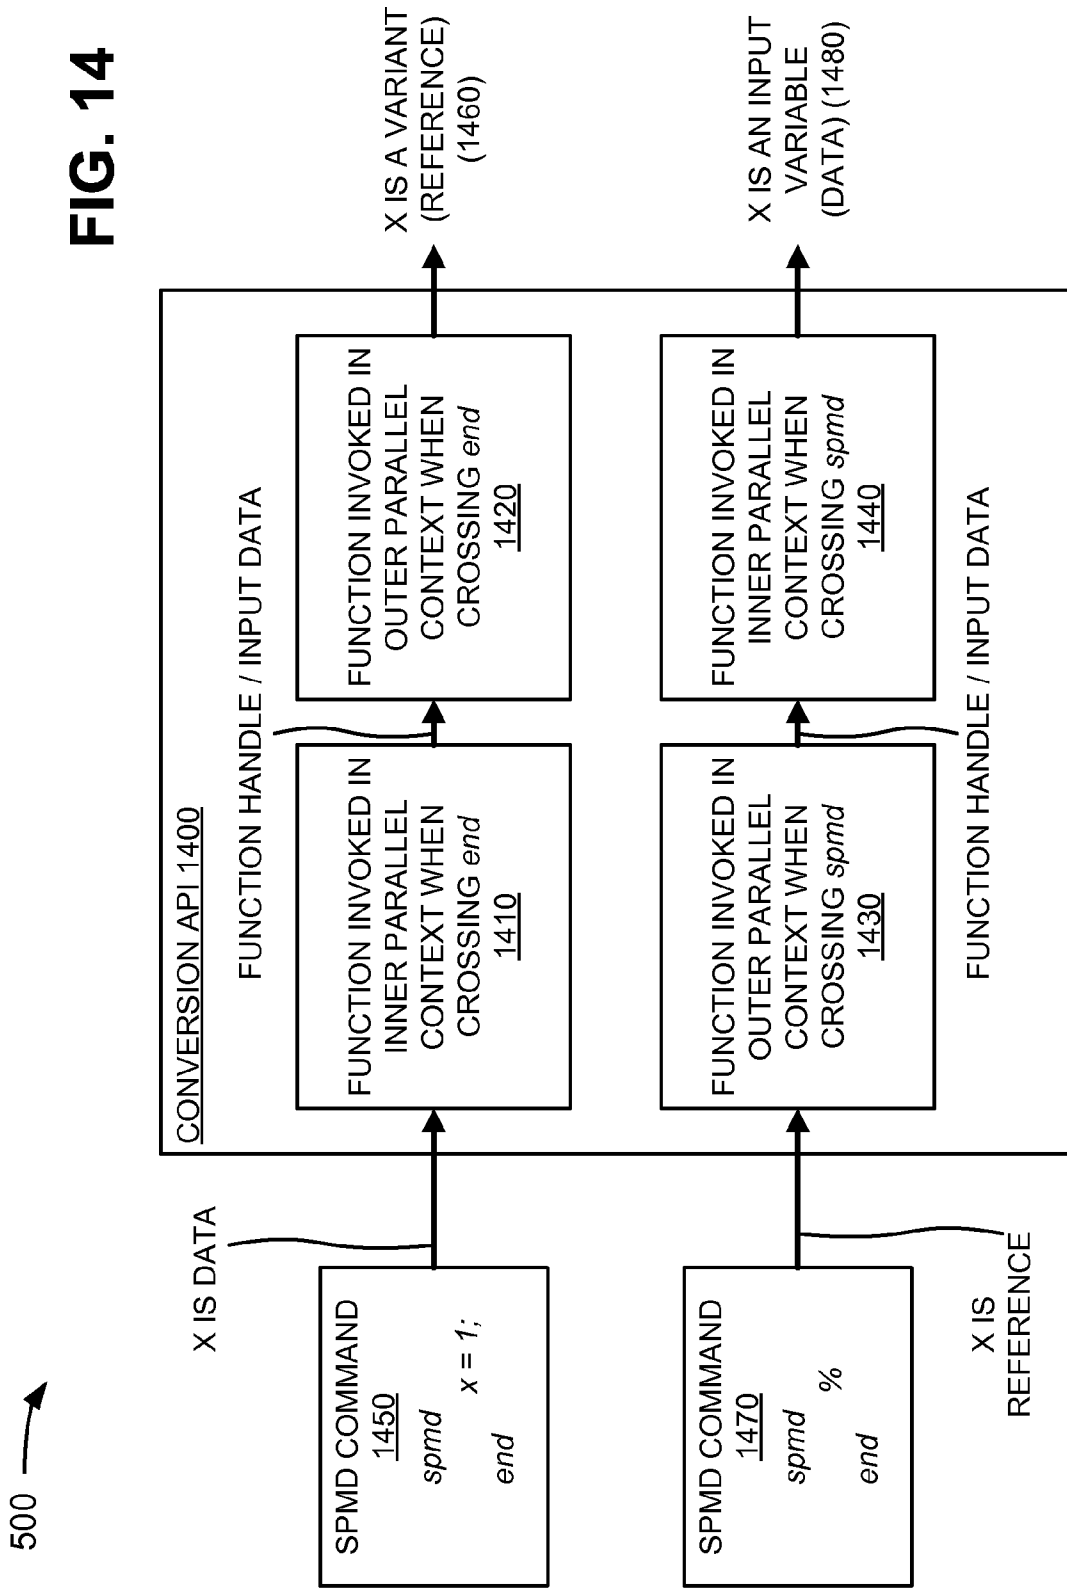 500
FIG. 14
CONVERSION API 1400
FUNCTION HANDLE / INPUT DATA
X IS DATA
SPMD COMMAND
1450
spmd
x = 1;
end
FUNCTION INVOKED IN
INNER PARALLEL
CONTEXT WHEN
CROSSING end
1410
FUNCTION INVOKED IN
OUTER PARALLEL
CONTEXT WHEN
CROSSING end
1420
X IS A VARIANT
(REFERENCE)
(1460)
SPMD COMMAND
1470
spmd
%
end
X IS
REFERENCE
FUNCTION INVOKED IN
OUTER PARALLEL
CONTEXT WHEN
CROSSING spmd
1430
FUNCTION INVOKED IN
INNER PARALLEL
CONTEXT WHEN
CROSSING spmd
1440
FUNCTION HANDLE / INPUT DATA
X IS AN INPUT
VARIABLE
(DATA) (1480)